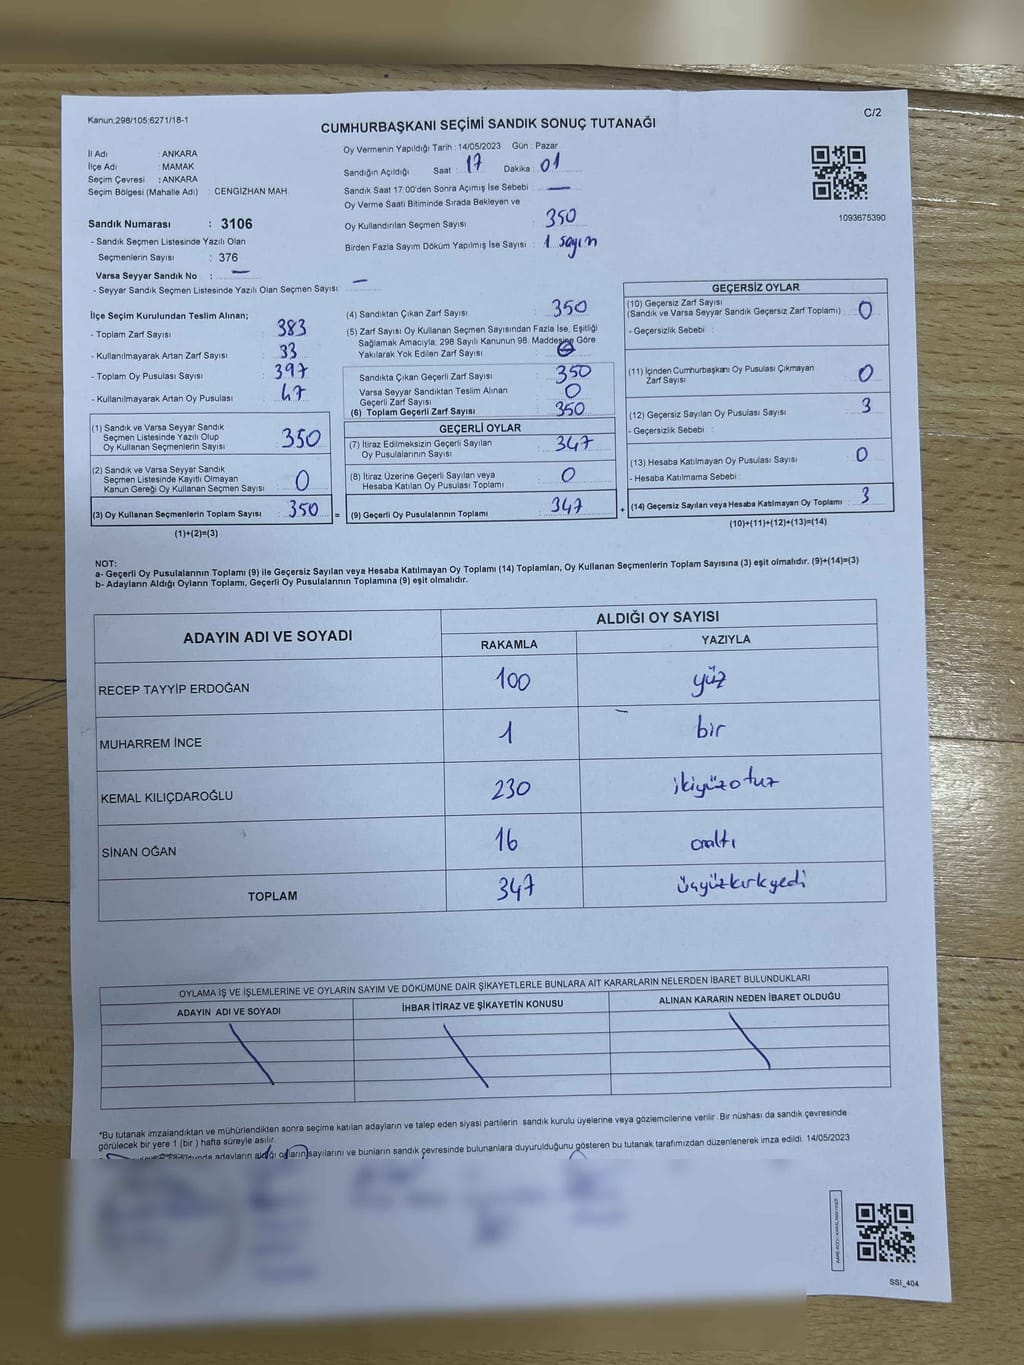 Kanun;298/105;6271/18-1
C/2
CUMHURBAŞKANI SEÇİMİ SANDIK SONUÇ TUTANAĞI
İl Adı : ANKARA
İlçe Adı : MAMAK
Seçim Çevresi : ANKARA
Seçim Bölgesi (Mahalle Adı) : CENGİZHAN MAH.
Sandık Numarası : 3106
- Sandık Seçmen Listesinde Yazılı Olan
Seçmenlerin Sayısı : 376
Varsa Seyyar Sandık No : —
- Seyyar Sandık Seçmen Listesinde Yazılı Olan Seçmen Sayısı: —
Oy Vermenin Yapıldığı Tarih : 14/05/2023 Gün : Pazar
Sandığın Açıldığı Saat 17 Dakika : 01
Sandık Saat 17:00'den Sonra Açımış İse Sebebi : —
Oy Verme Saati Bitiminde Sırada Bekleyen ve
Oy Kullandırılan Seçmen Sayısı : 350
Birden Fazla Sayım Döküm Yapılmış İse Sayısı : 1 sayım
1093675390
İlçe Seçim Kurulundan Teslim Alınan;
- Toplam Zarf Sayısı : 383
- Kullanılmayarak Artan Zarf Sayısı : 33
- Toplam Oy Pusulası Sayısı : 397
- Kullanılmayarak Artan Oy Pusulası : 47
(1) Sandık ve Varsa Seyyar Sandık
Seçmen Listesinde Yazılı Olup
Oy Kullanan Seçmenlerin Sayısı : 350
(2) Sandık ve Varsa Seyyar Sandık
Seçmen Listesinde Kayıtlı Olmayan
Kanun Gereği Oy Kullanan Seçmen Sayısı : 0
(3) Oy Kullanan Seçmenlerin Toplam Sayısı : 350 =
(1)+(2)=(3)
(4) Sandıktan Çıkan Zarf Sayısı : 350
(5) Zarf Sayısı Oy Kullanan Seçmen Sayısından Fazla İse, Eşitliği
Sağlamak Amacıyla, 298 Sayılı Kanunun 98. Maddesine Göre
Yakılarak Yok Edilen Zarf Sayısı : 0
Sandıkta Çıkan Geçerli Zarf Sayısı : 350
Varsa Seyyar Sandıktan Teslim Alınan
Geçerli Zarf Sayısı : 0
(6) Toplam Geçerli Zarf Sayısı : 350
GEÇERLİ OYLAR
(7) İtiraz Edilmeksizin Geçerli Sayılan
Oy Pusulalarının Sayısı : 347
(8) İtiraz Üzerine Geçerli Sayılan veya
Hesaba Katılan Oy Pusulası Toplamı : 0
(9) Geçerli Oy Pusulalarının Toplamı : 347 +
GEÇERSİZ OYLAR
(10) Geçersiz Zarf Sayısı
(Sandık ve Varsa Seyyar Sandık Geçersiz Zarf Toplamı) : 0
- Geçersizlik Sebebi :
(11) İçinden Cumhurbaşkanı Oy Pusulası Çıkmayan
Zarf Sayısı : 0
(12) Geçersiz Sayılan Oy Pusulası Sayısı : 3
- Geçersizlik Sebebi :
(13) Hesaba Katılmayan Oy Pusulası Sayısı : 0
- Hesaba Katılmama Sebebi :
(14) Geçersiz Sayılan veya Hesaba Katılmayan Oy Toplamı : 3
(10)+(11)+(12)+(13)=(14)
NOT:
a- Geçerli Oy Pusulalarının Toplamı (9) ile Geçersiz Sayılan veya Hesaba Katılmayan Oy Toplamı (14) Toplamları, Oy Kullanan Seçmenlerin Toplam Sayısına (3) eşit olmalıdır. (9)+(14)=(3)
b- Adayların Aldığı Oyların Toplamı, Geçerli Oy Pusulalarının Toplamına (9) eşit olmalıdır.
ADAYIN ADI VE SOYADI ALDIĞI OY SAYISI
RAKAMLA YAZIYLA
RECEP TAYYİP ERDOĞAN 100 yüz
MUHARREM İNCE 1 bir
KEMAL KILIÇDAROĞLU 230 ikiyüzotuz
SİNAN OĞAN 16 onaltı
TOPLAM 347 üçyüzkırkyedi
OYLAMA İŞ VE İŞLEMLERİNE VE OYLARIN SAYIM VE DÖKÜMÜNE DAİR ŞİKAYETLERLE BUNLARA AİT KARARLARIN NELERDEN İBARET BULUNDUKLARI
ADAYIN ADI VE SOYADI İHBAR İTİRAZ VE ŞİKAYETİN KONUSU ALINAN KARARIN NEDEN İBARET OLDUĞU
*Bu tutanak imzalandıktan ve mühürlendikten sonra seçime katılan adayların ve talep eden siyasi partilerin sandık kurulu üyelerine veya gözlemcilerine verilir. Bir nüshası da sandık çevresinde
görülecek bir yere 1 (bir) hafta süreyle asılır.
adayların aldığı oyların sayılarını ve bunların sandık çevresinde bulunanlara duyurulduğunu gösteren bu tutanak tarafımızdan düzenlenerek imza edildi. 14/05/2023
SSI_404